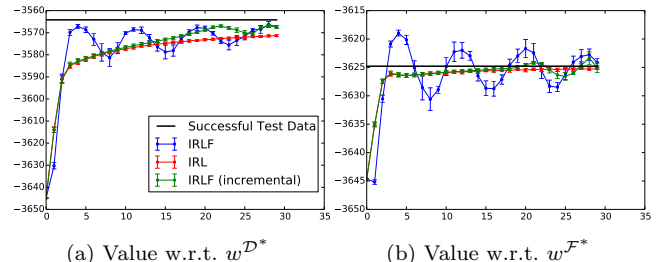 −3560
−3570
−3580
−3590
−3600
−3610
−3620
−3630
−3640
−3650
0 5 10 15 20 25 30 35
Successful Test Data
IRLF
IRL
IRLF (incremental)
−3615
−3620
−3625
−3630
−3635
−3640
−3645
−3650
0 5 10 15 20 25 30 35
(a) Value w.r.t. w^{𝒟*}
(b) Value w.r.t. w^{ℱ*}